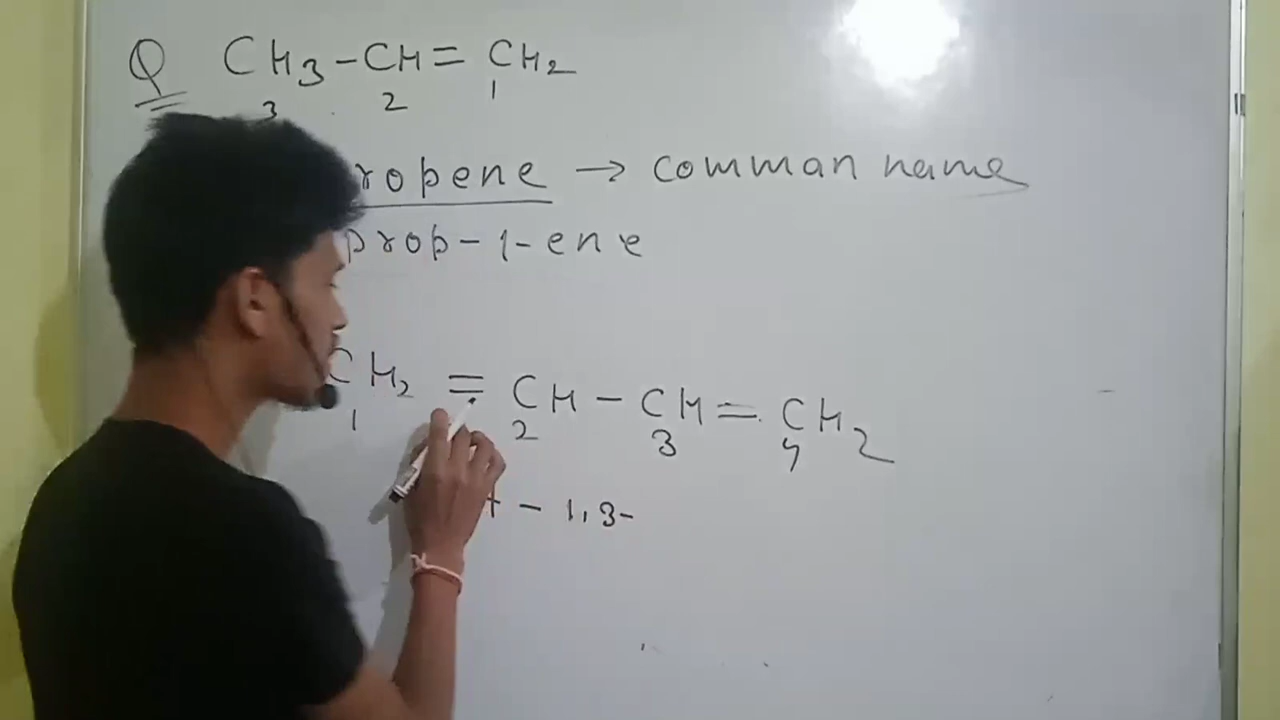 Q CH3-CH=CH2
3 2 1
ropene → comman name
prop-1-ene
CH2=CH-CH=CH2
1 2 3 4
t-1,3-